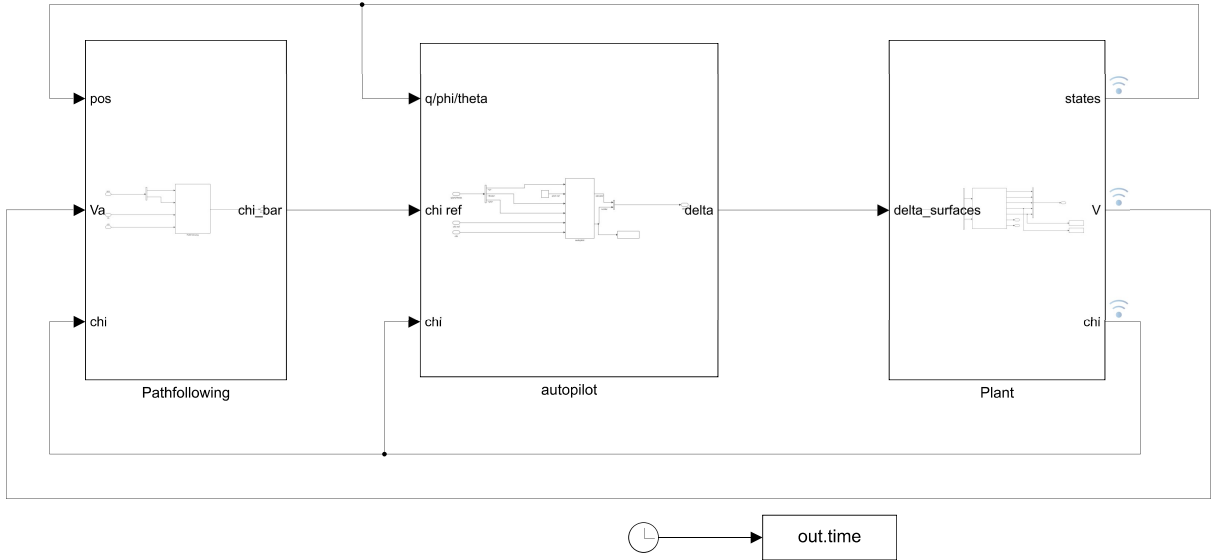 pos
q/phi/theta
states
Va
chi_bar
chi ref
delta
delta_surfaces
V
chi
chi
chi
Pathfollowing
autopilot
Plant
out.time